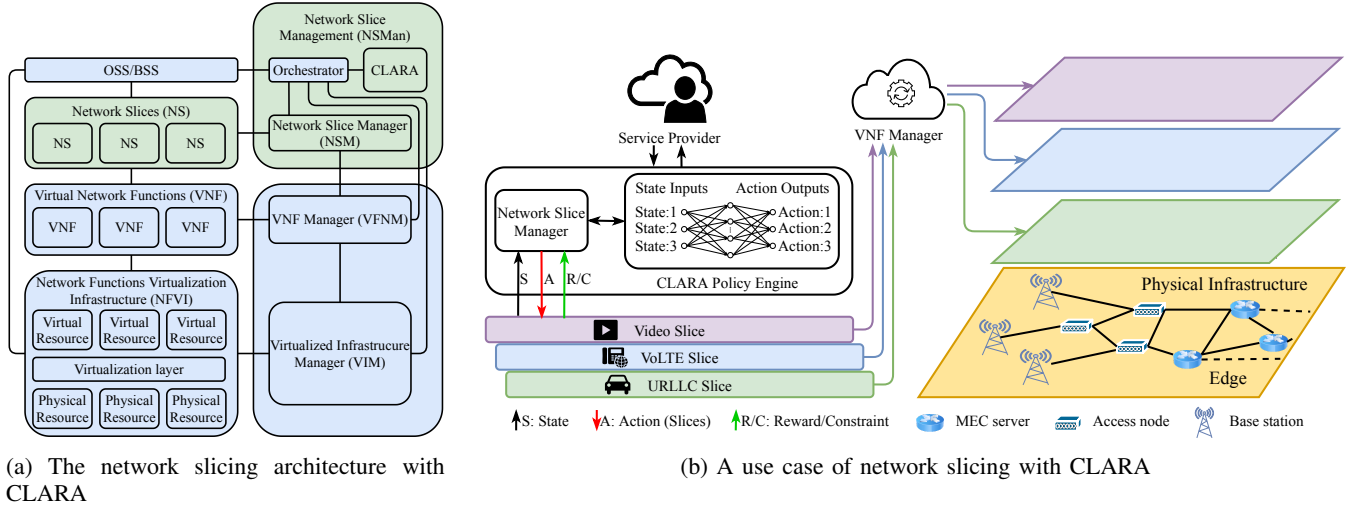 Network Slice
Management (NSMan)
OSS/BSS
Orchestrator
CLARA
Network Slices (NS)
NS
NS
NS
Network Slice Manager
(NSM)
Virtual Network Functions (VNF)
VNF
VNF
VNF
VNF Manager (VFNM)
Network Functions Virtualization
Infrastructure (NFVI)
Virtual
Resource
Virtual
Resource
Virtual
Resource
Virtualization layer
Physical
Resource
Physical
Resource
Physical
Resource
Virtualized Infrastrucure
Manager (VIM)
(a) The network slicing architecture with
CLARA
Service Provider
VNF Manager
Network Slice
Manager
State Inputs
Action Outputs
State:1
State:2
State:3
Action:1
Action:2
Action:3
CLARA Policy Engine
S
A
R/C
Video Slice
VoLTE Slice
URLLC Slice
Physical Infrastructure
Edge
S: State
A: Action (Slices)
R/C: Reward/Constraint
MEC server
Access node
Base station
(b) A use case of network slicing with CLARA